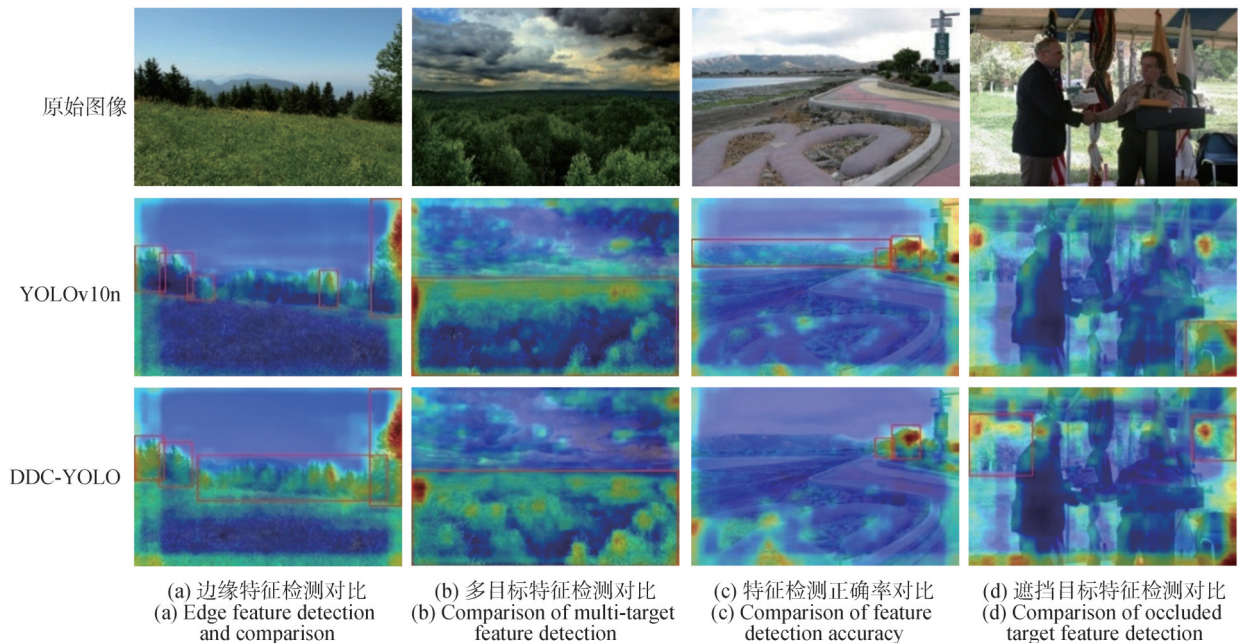 原始图像
YOLOv10n
DDC-YOLO
(a) 边缘特征检测对比
(a) Edge feature detection
and comparison
(b) 多目标特征检测对比
(b) Comparison of multi-target
feature detection
(c) 特征检测正确率对比
(c) Comparison of feature
detection accuracy
(d) 遮挡目标特征检测对比
(d) Comparison of occluded
target feature detection